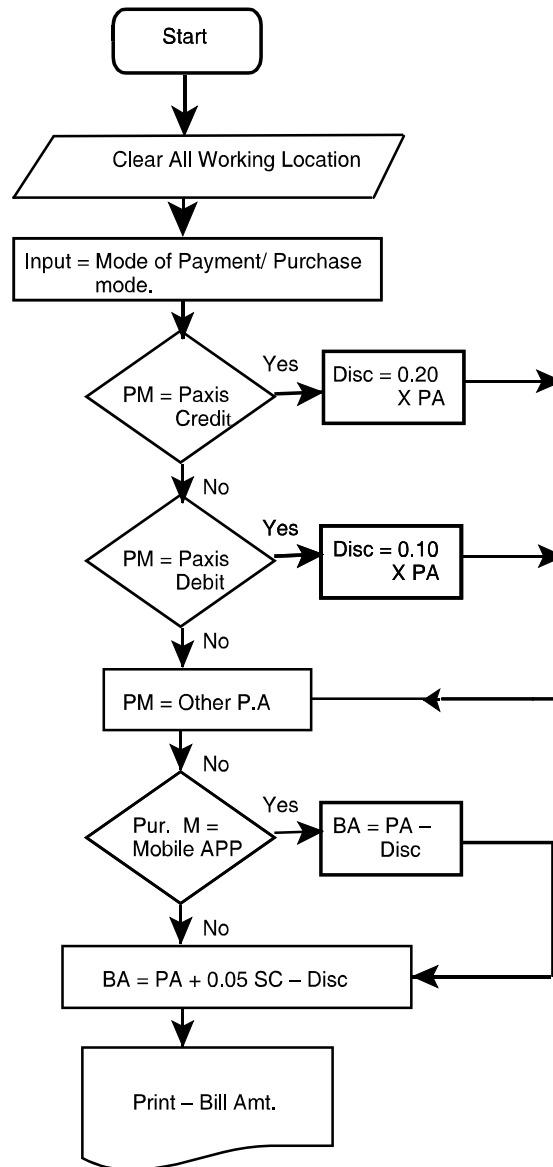 Start
Clear All Working Location
Input = Mode of Payment/ Purchase
mode.
PM = Paxis
Credit
Yes
Disc = 0.20
X PA
No
PM = Paxis
Debit
Yes
Disc = 0.10
X PA
No
PM = Other P.A
No
Pur. M =
Mobile APP
Yes
BA = PA –
Disc
No
BA = PA + 0.05 SC – Disc
Print – Bill Amt.